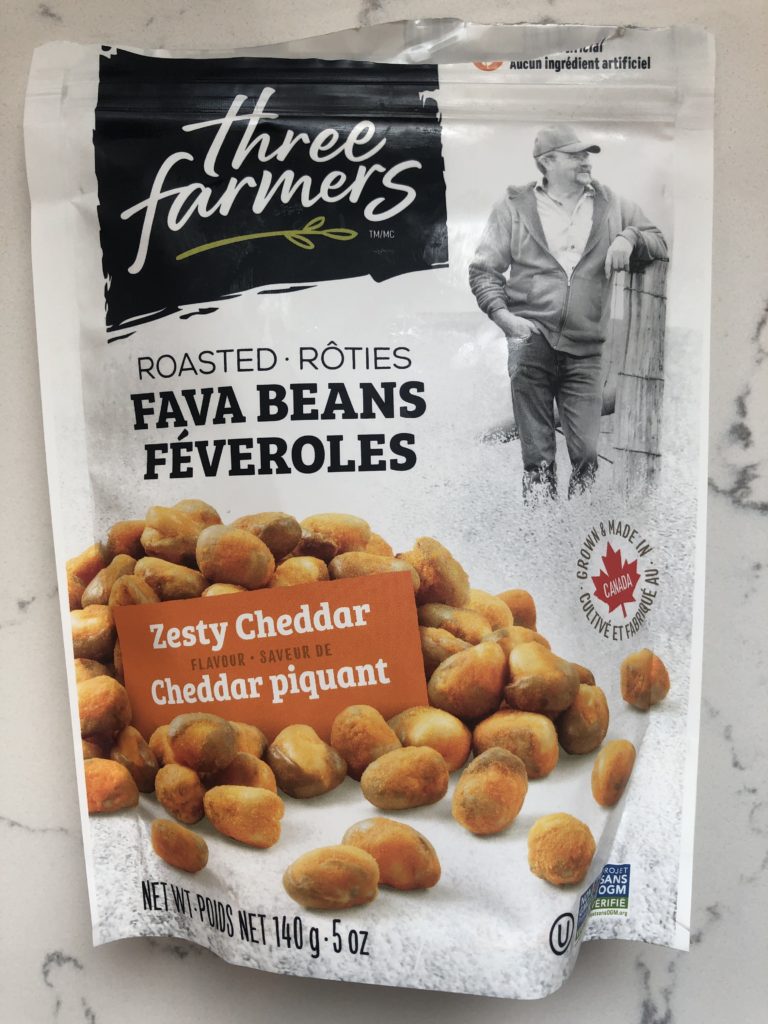 Aucun ingrédient artificiel
three
farmers
TM/MC
ROASTED · RÔTIES
FAVA BEANS
FÉVEROLES
GROWN & MADE IN
CANADA
CULTIVÉ ET FABRIQUÉ AU
Zesty Cheddar
FLAVOUR · SAVEUR DE
Cheddar piquant
NET WT · POIDS NET 140 g · 5 oz
U
PROJET
SANS
OGM
VÉRIFIÉ